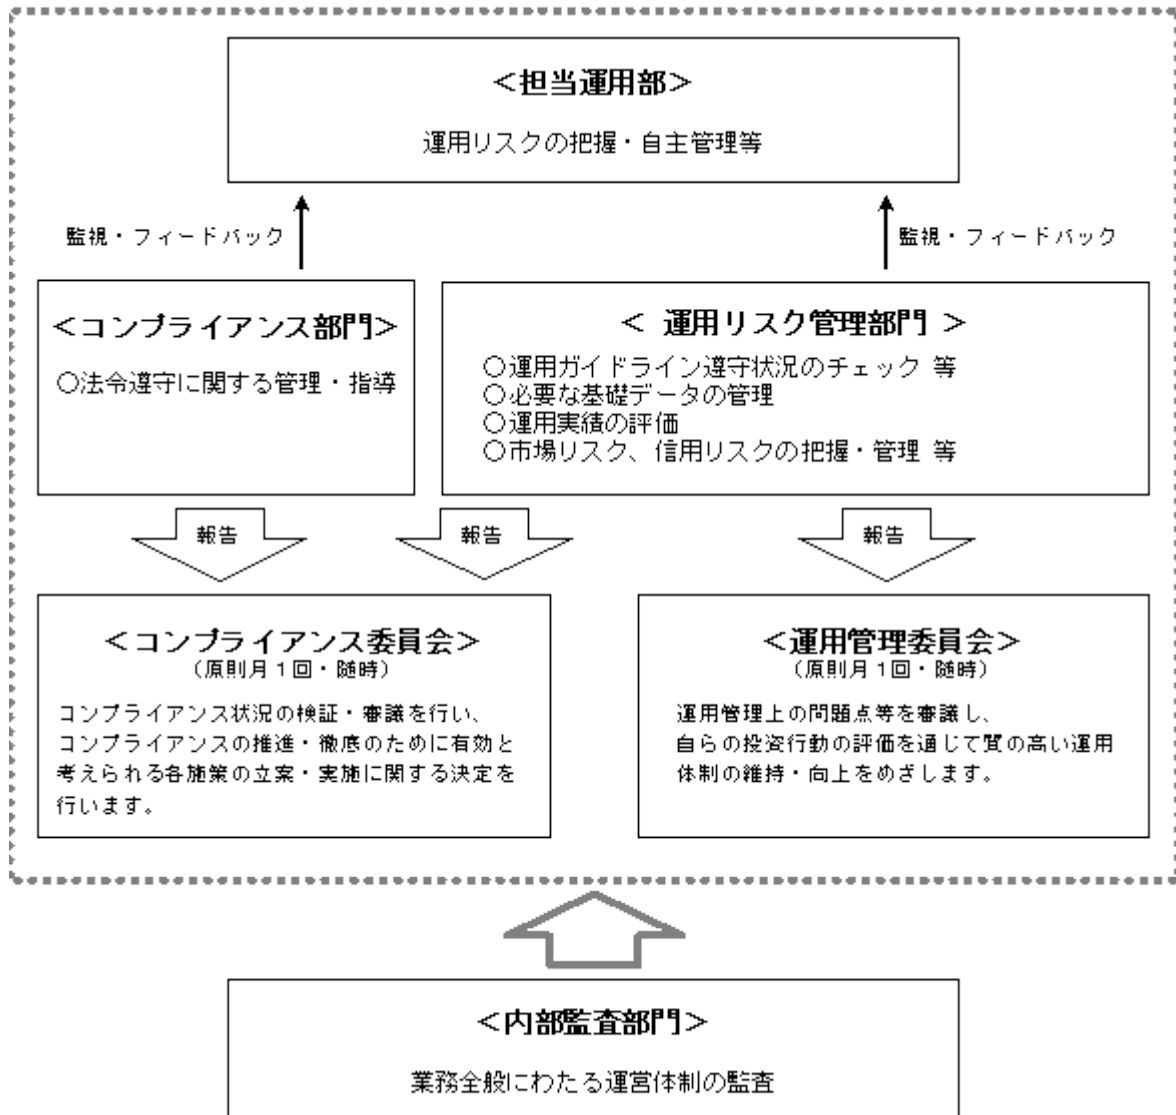 ＜担当運用部＞
運用リスクの把握・自主管理等
監視・フィードバック
監視・フィードバック
＜コンプライアンス部門＞
○法令遵守に関する管理・指導
＜ 運用リスク管理部門 ＞
○運用ガイドライン遵守状況のチェック 等
○必要な基礎データの管理
○運用実績の評価
○市場リスク、信用リスクの把握・管理 等
報告
報告
報告
＜コンプライアンス委員会＞
（原則月１回・随時）
コンプライアンス状況の検証・審議を行い、
コンプライアンスの推進・徹底のために有効と
考えられる各施策の立案・実施に関する決定を
行います。
＜運用管理委員会＞
（原則月１回・随時）
運用管理上の問題点等を審議し、
自らの投資行動の評価を通じて質の高い運用
体制の維持・向上をめざします。
＜内部監査部門＞
業務全般にわたる運営体制の監査